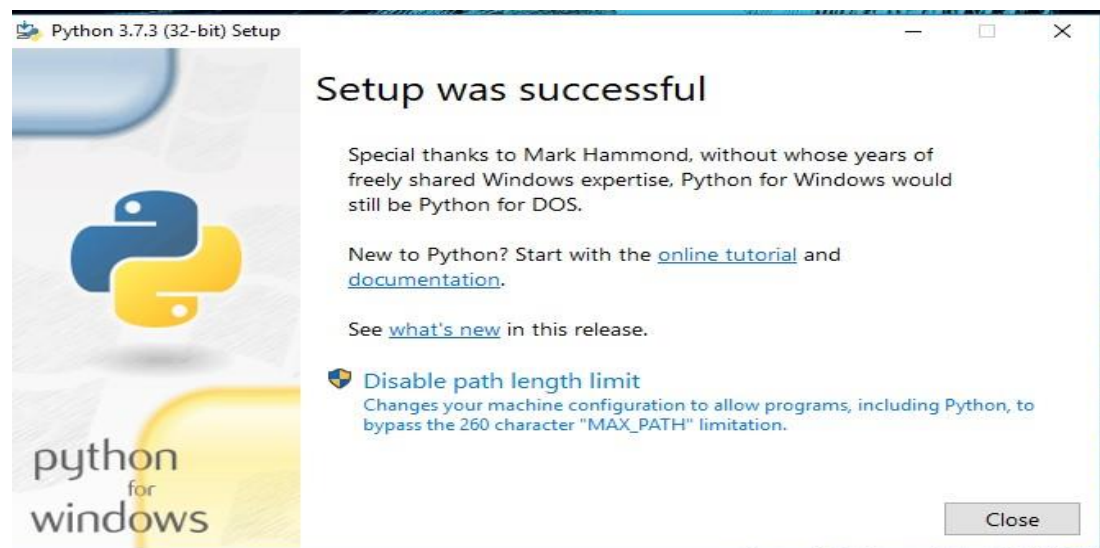 Python 3.7.3 (32-bit) Setup
Setup was successful
Special thanks to Mark Hammond, without whose years of
freely shared Windows expertise, Python for Windows would
still be Python for DOS.
New to Python? Start with the online tutorial and
documentation.
See what's new in this release.
Disable path length limit
Changes your machine configuration to allow programs, including Python, to
bypass the 260 character "MAX_PATH" limitation.
python
for
windows
Close